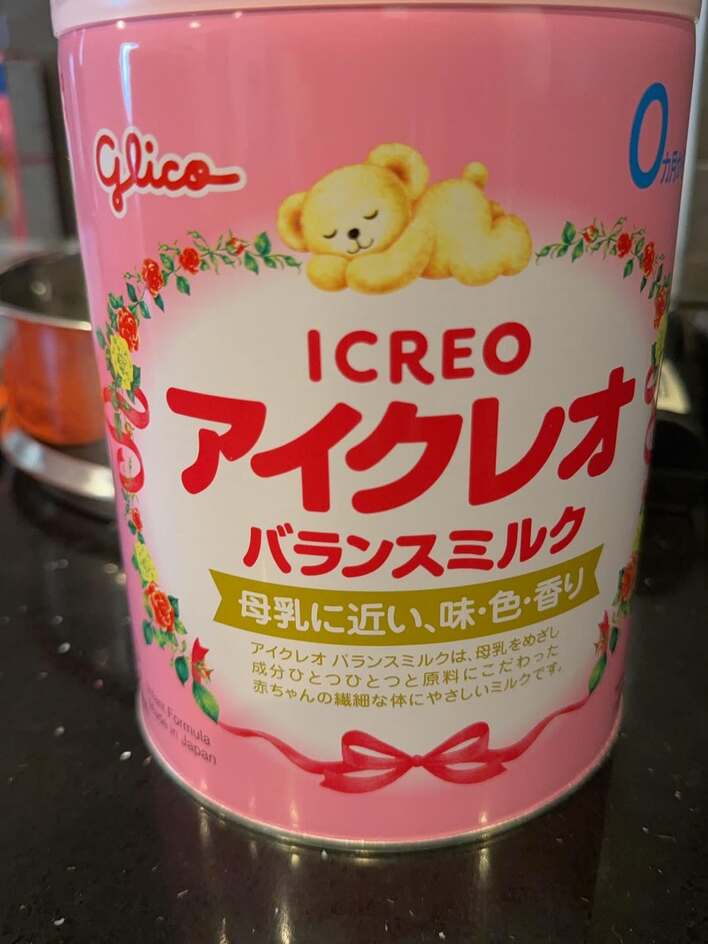 Glico
0ヵ月
ICREO
アイクレオ
バランスミルク
母乳に近い、味・色・香り
アイクレオ バランスミルクは、母乳をめざし
成分ひとつひとつと原料にこだわった
赤ちゃんの繊細な体にやさしいミルクです。
Infant Formula
Made in Japan